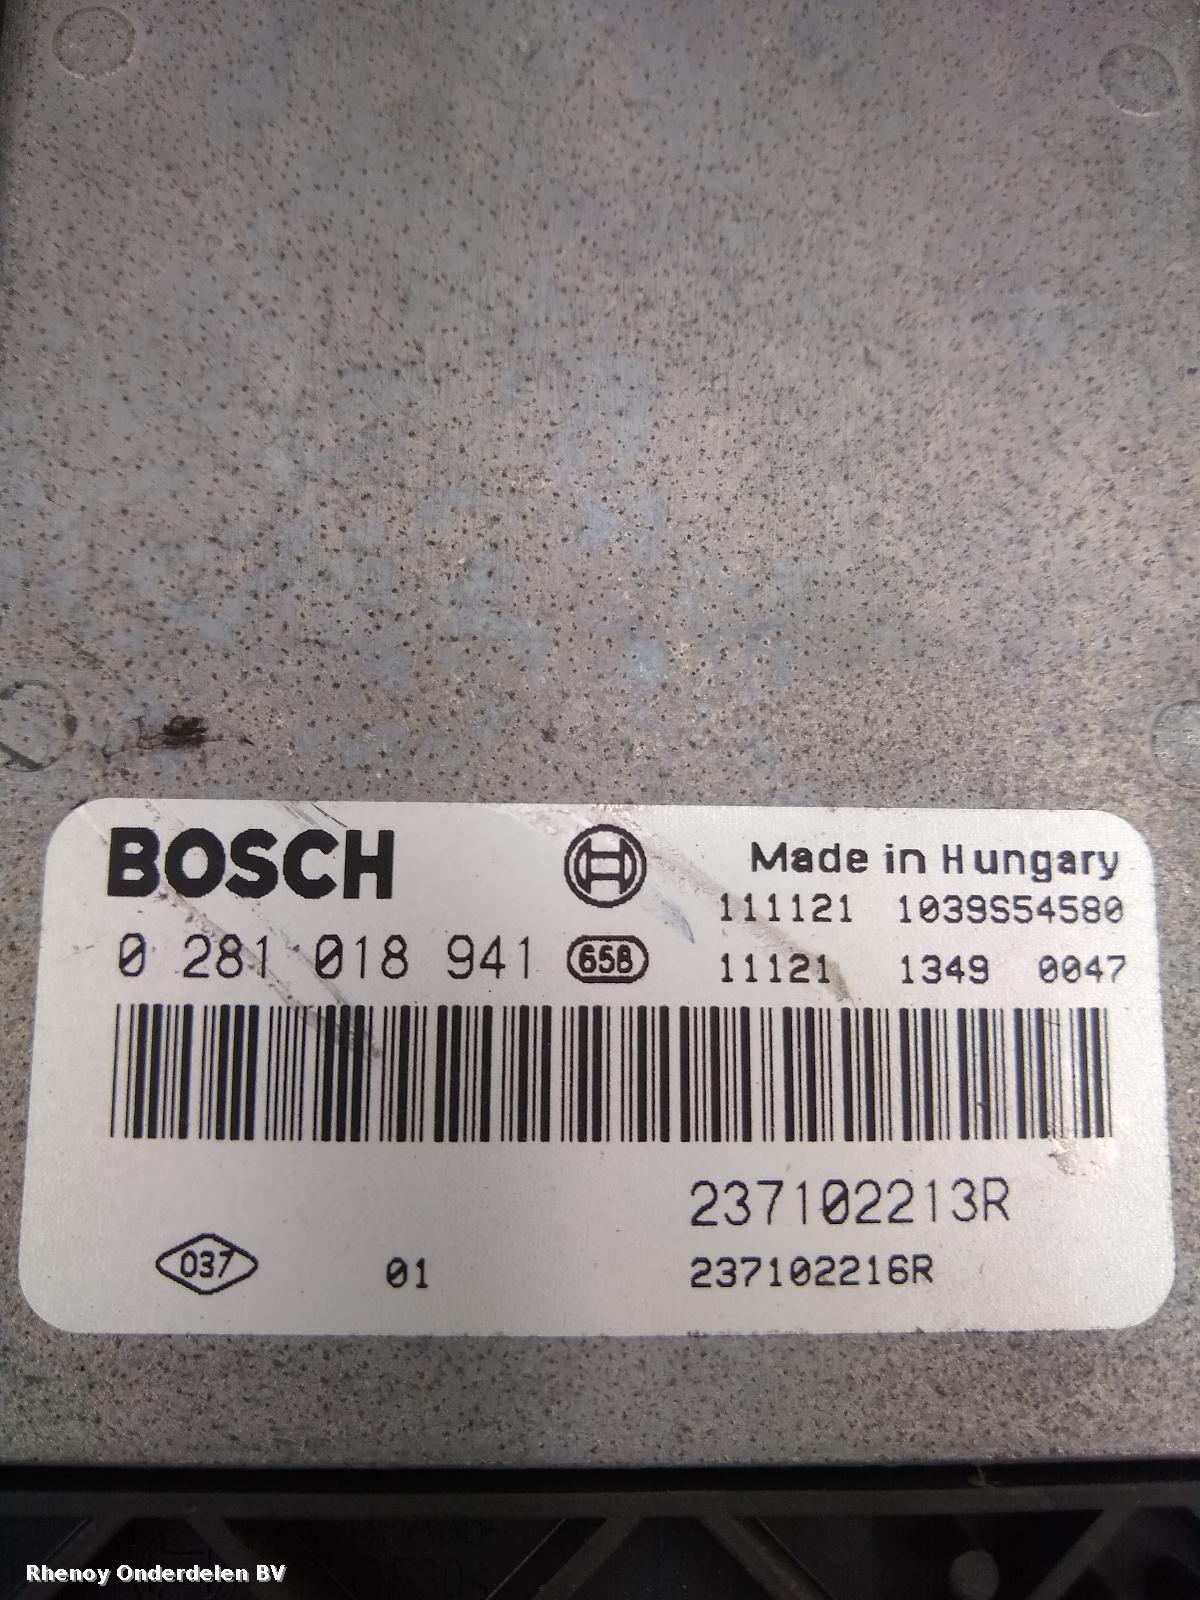 BOSCH
Made in Hungary
111121 1039S54580
0 281 018 941 658
11121 1349 0047
237102213R
037 01 237102216R
Rhenoy Onderdelen BV